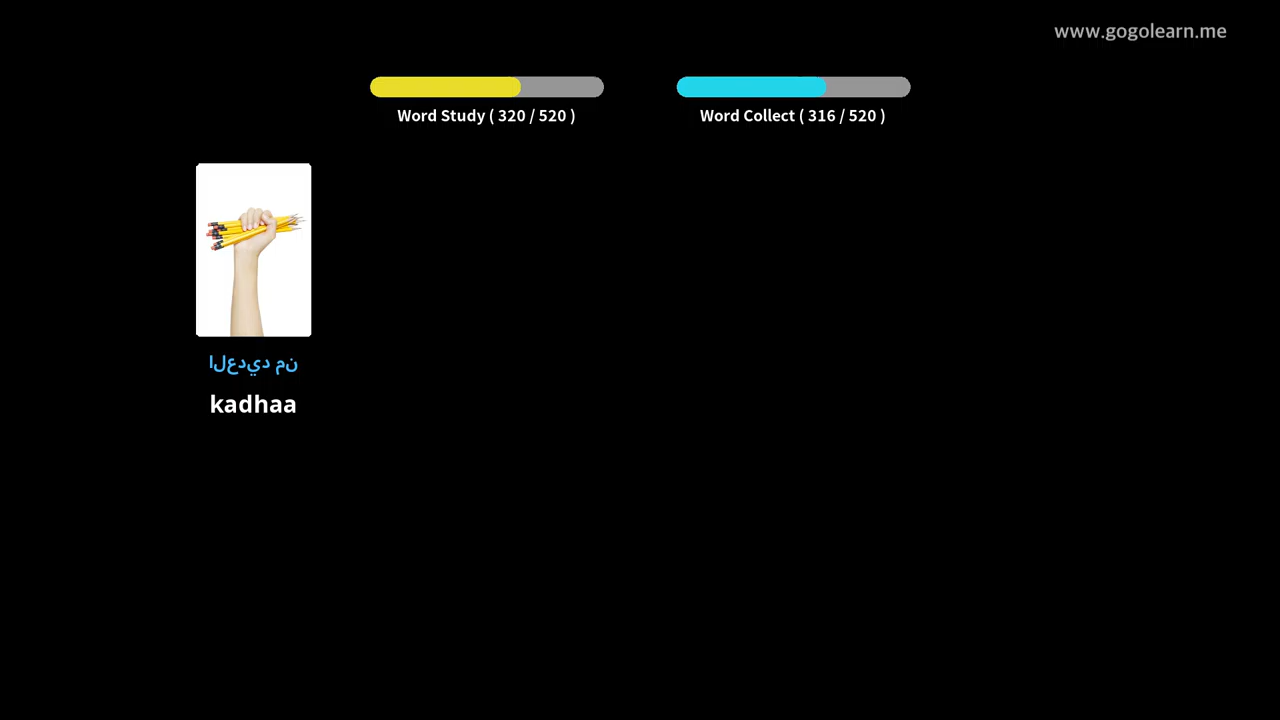 www.gogolearn.me
Word Study ( 320 / 520 )
Word Collect ( 316 / 520 )
العديد من
kadhaa